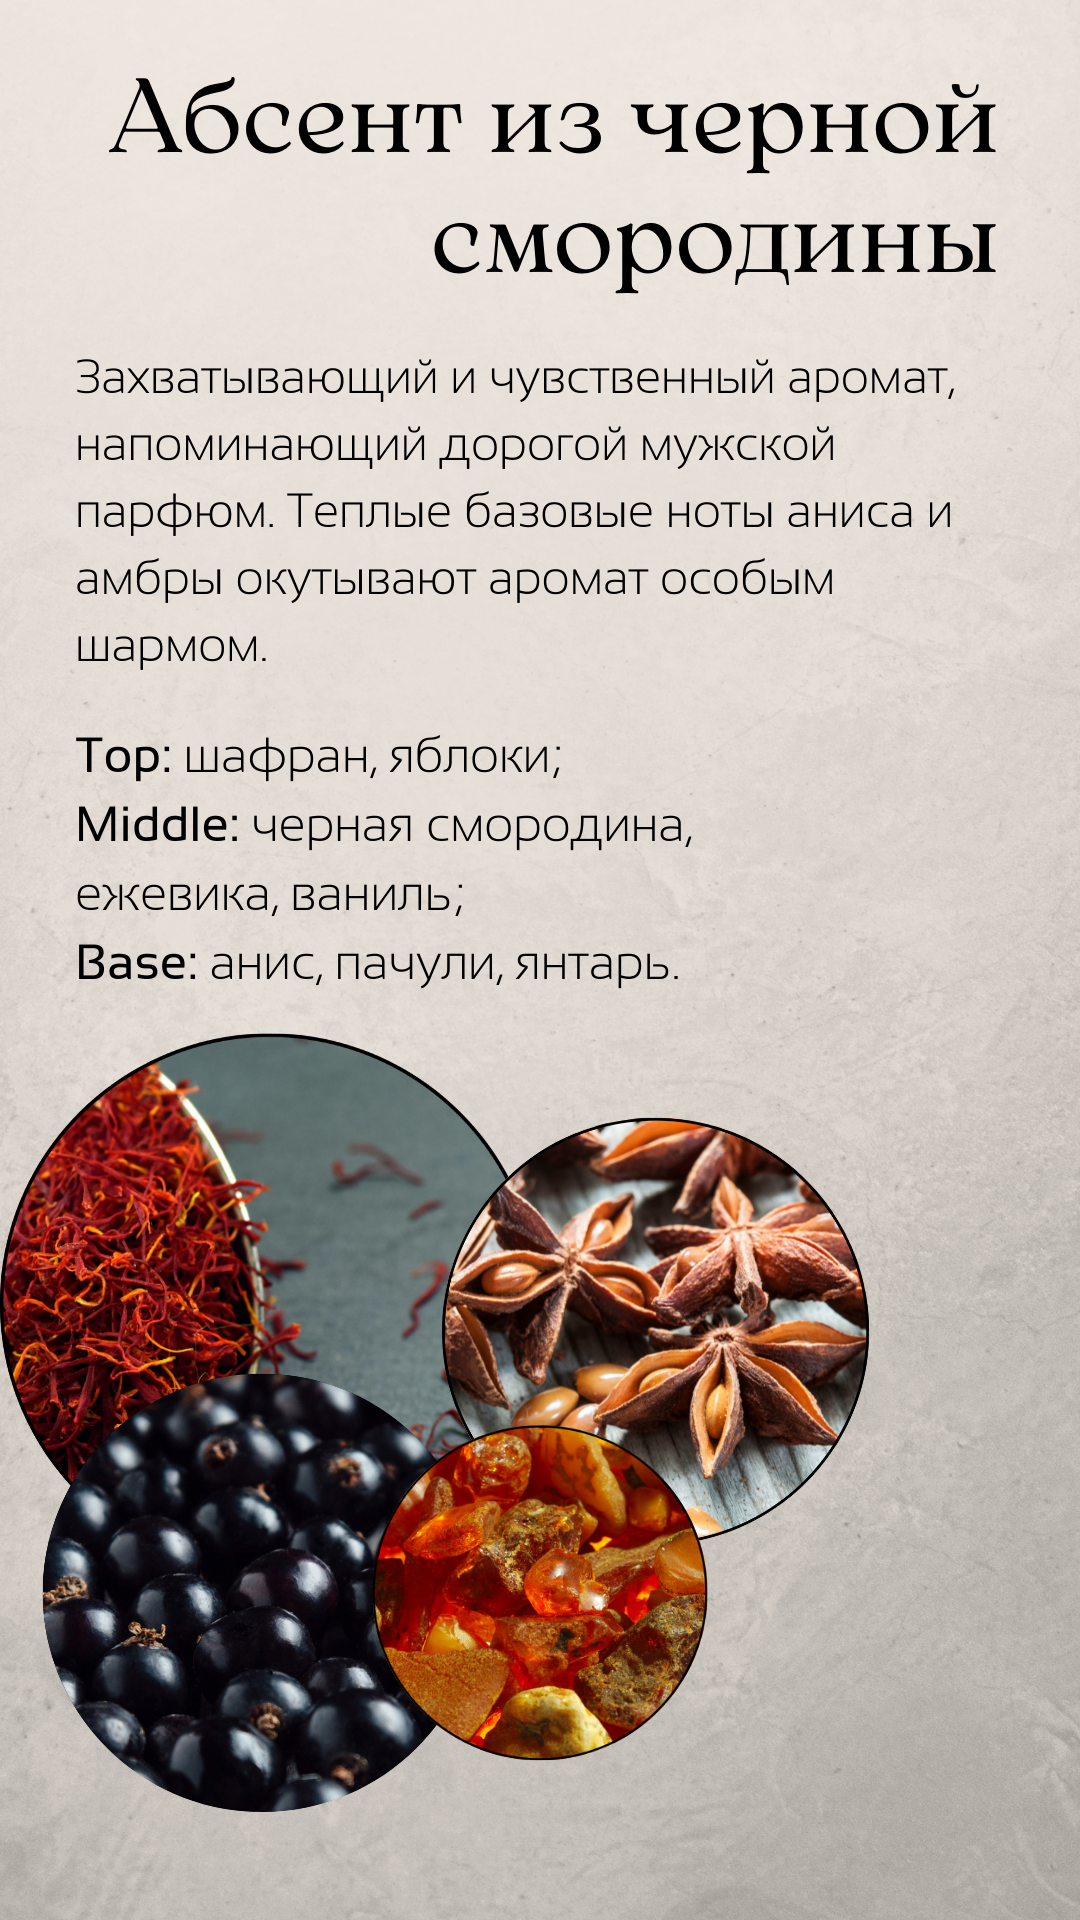 Абсент из черной
смородины
Захватывающий и чувственный аромат,
напоминающий дорогой мужской
парфюм. Теплые базовые ноты аниса и
амбры окутывают аромат особым
шармом.
Top: шафран, яблоки;
Middle: черная смородина,
ежевика, ваниль;
Base: анис, пачули, янтарь.